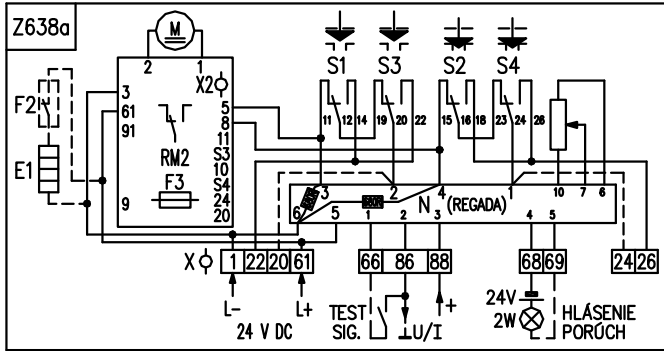 Z638a
M
2 1
S1 S3 S2 S4
3 X2
F2 61 5
91 8
11 11 12 14 19 20 22 15 16 18 23 24 26
RM2 S3
E1 10
F3 S4
24
9 20
3 2 4 1 10 7 6
N (REGADA)
6 5 1 2 3 4 5
X 1 22 20 61 66 86 88 68 69 24 26
L- L+ TEST + 24V HLÁSENIE
24 V DC SIG. U/I 2W PORÚCH